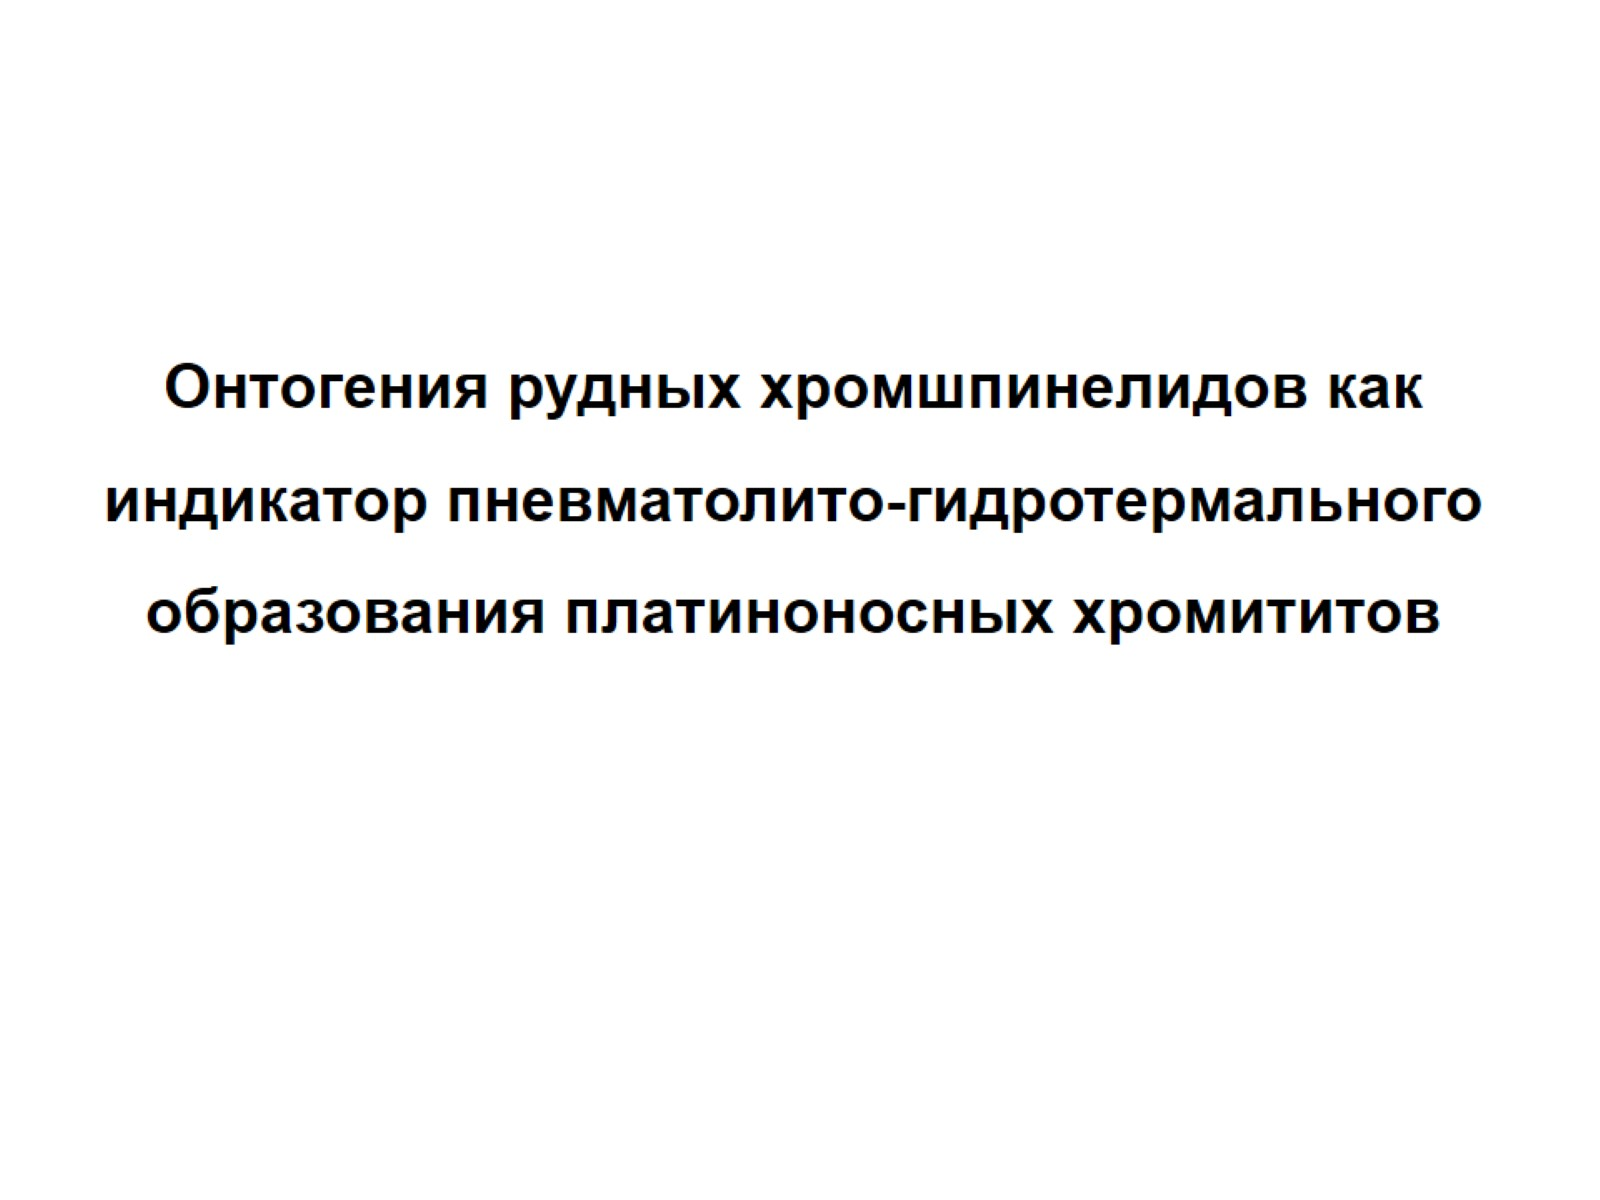 Онтогения рудных хромшпинелидов как
индикатор пневматолито-гидротермального
образования платиноносных хромититов